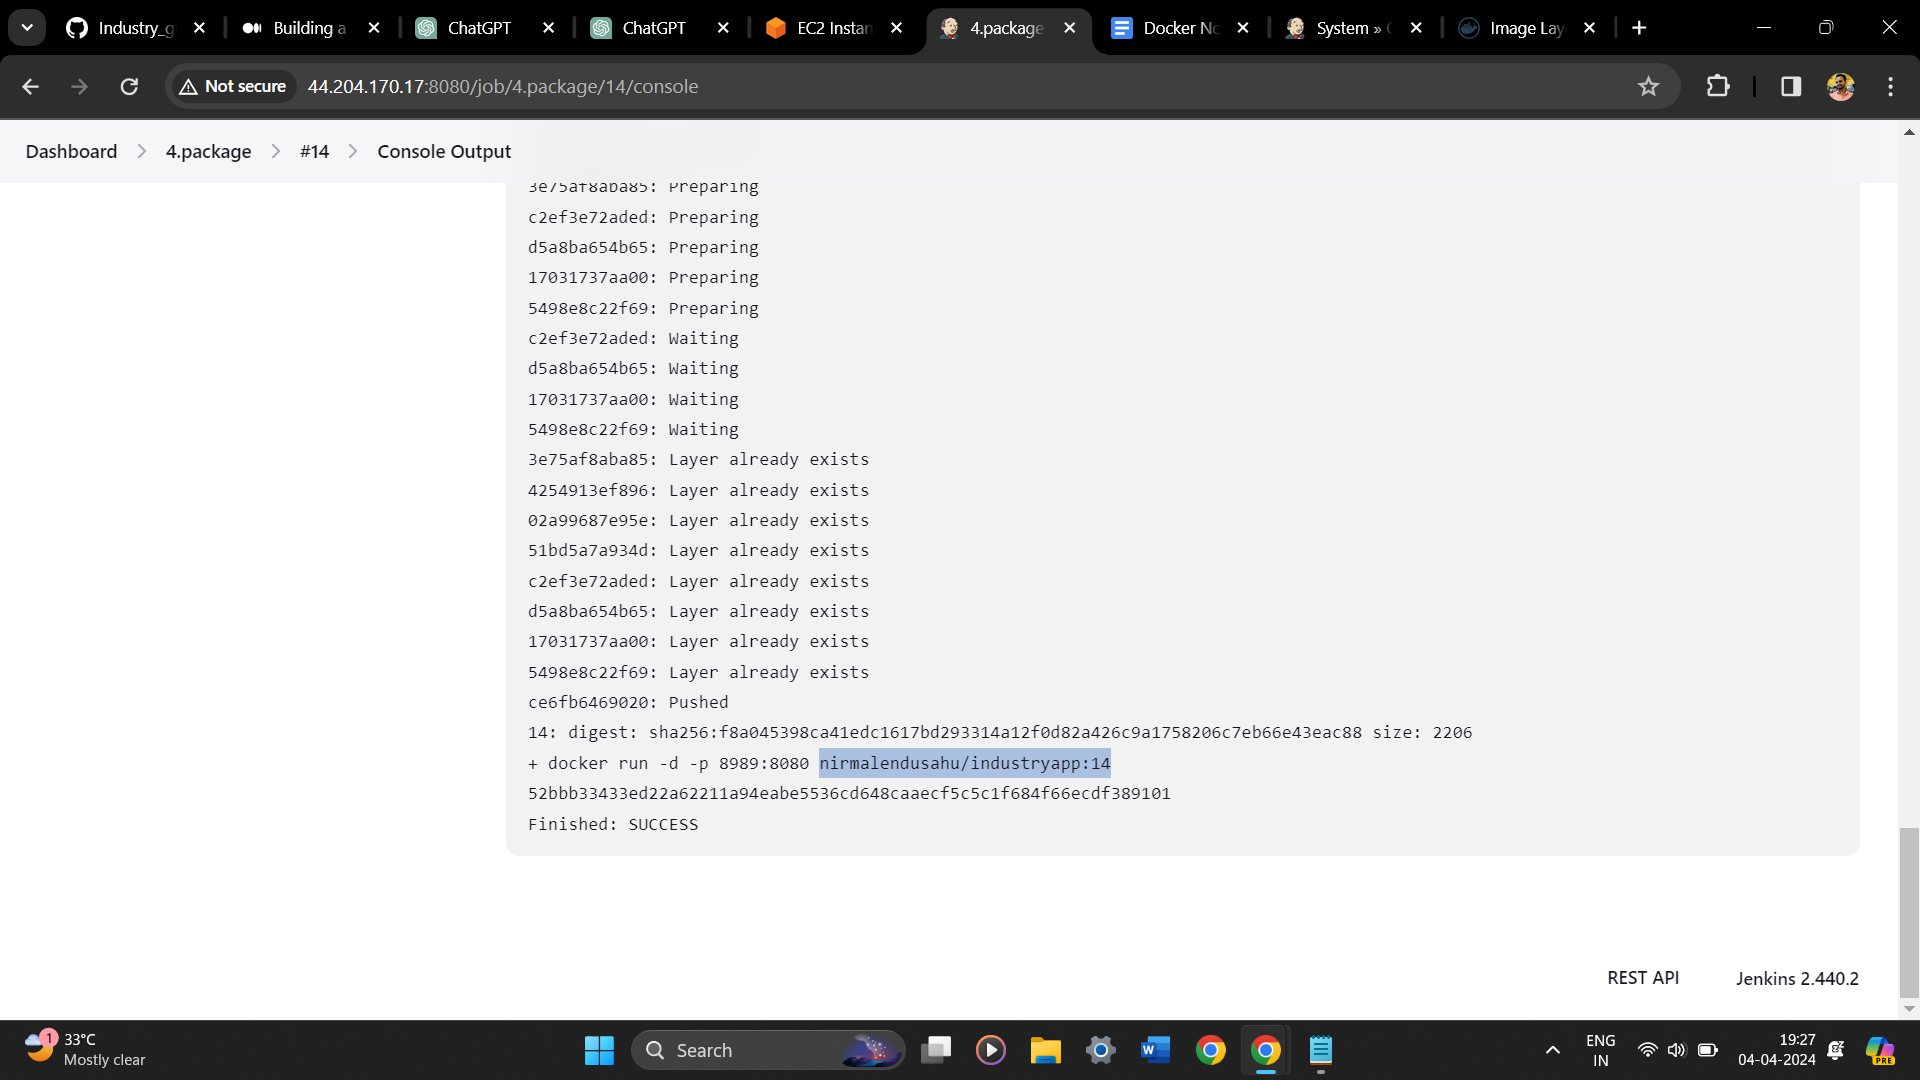 Industry_g
Building a
ChatGPT
ChatGPT
EC2 Instan
4.package
Docker No
System » C
Image Lay
Not secure
44.204.170.17:8080/job/4.package/14/console
Dashboard > 4.package > #14 > Console Output
3e75af8aba85: Preparing
c2ef3e72aded: Preparing
d5a8ba654b65: Preparing
17031737aa00: Preparing
5498e8c22f69: Preparing
c2ef3e72aded: Waiting
d5a8ba654b65: Waiting
17031737aa00: Waiting
5498e8c22f69: Waiting
3e75af8aba85: Layer already exists
4254913ef896: Layer already exists
02a99687e95e: Layer already exists
51bd5a7a934d: Layer already exists
c2ef3e72aded: Layer already exists
d5a8ba654b65: Layer already exists
17031737aa00: Layer already exists
5498e8c22f69: Layer already exists
ce6fb6469020: Pushed
14: digest: sha256:f8a045398ca41edc1617bd293314a12f0d82a426c9a1758206c7eb66e43eac88 size: 2206
+ docker run -d -p 8989:8080 nirmalendusahu/industryapp:14
52bbb33433ed22a62211a94eabe5536cd648caaecf5c5c1f684f66ecdf389101
Finished: SUCCESS
REST API
Jenkins 2.440.2
1
33°C
Mostly clear
Search
W
ENG
IN
19:27
04-04-2024
PRE